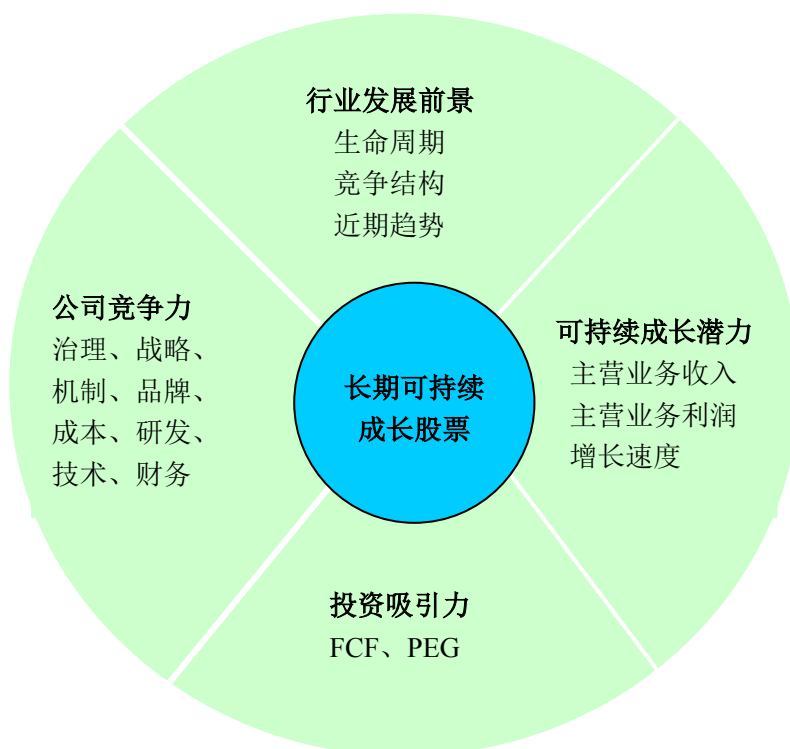 行业发展前景
生命周期
竞争结构
近期趋势
公司竞争力
治理、战略、
机制、品牌、
成本、研发、
技术、财务
长期可持续
成长股票
可持续成长潜力
主营业务收入
主营业务利润
增长速度
投资吸引力
FCF、PEG